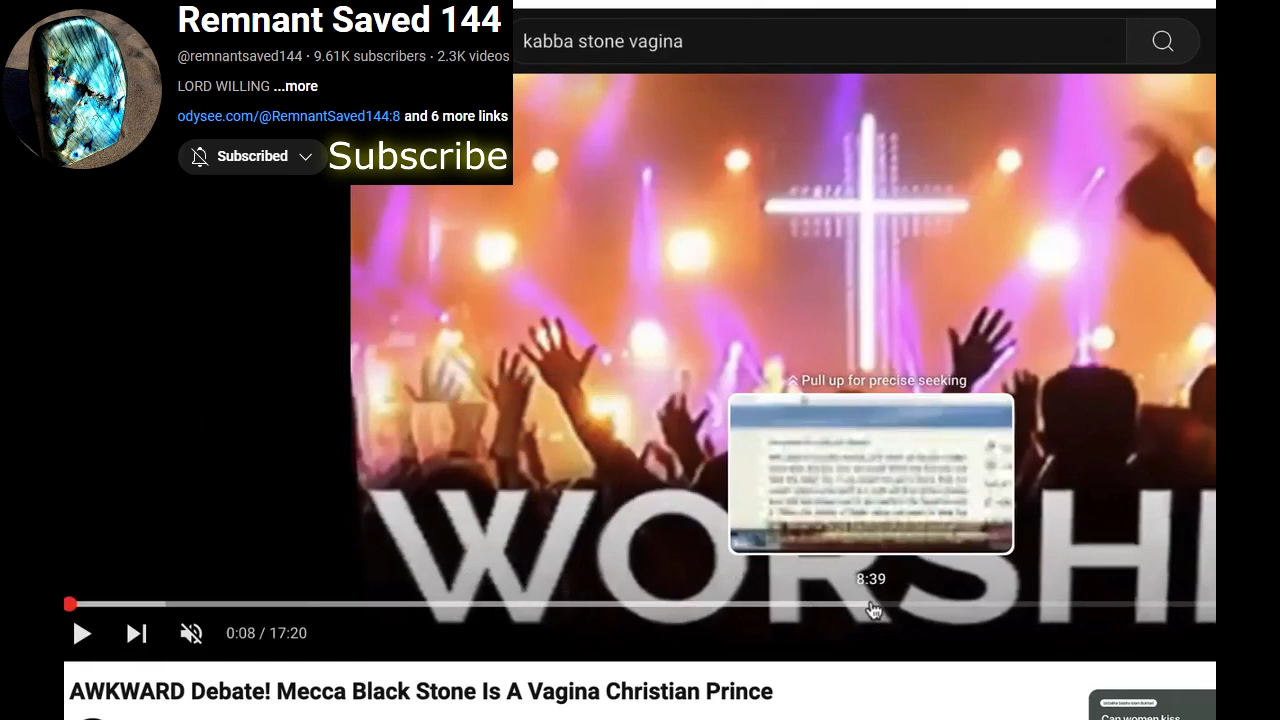 Remnant Saved 144
@remnantsaved144 · 9.61K subscribers · 2.3K videos
LORD WILLING ...more
odysee.com/@RemnantSaved144:8 and 6 more links
Subscribed
Subscribe
kabba stone vagina
Pull up for precise seeking
WORSHI
8:39
0:08 / 17:20
AWKWARD Debate! Mecca Black Stone Is A Vagina Christian Prince
Can women kiss